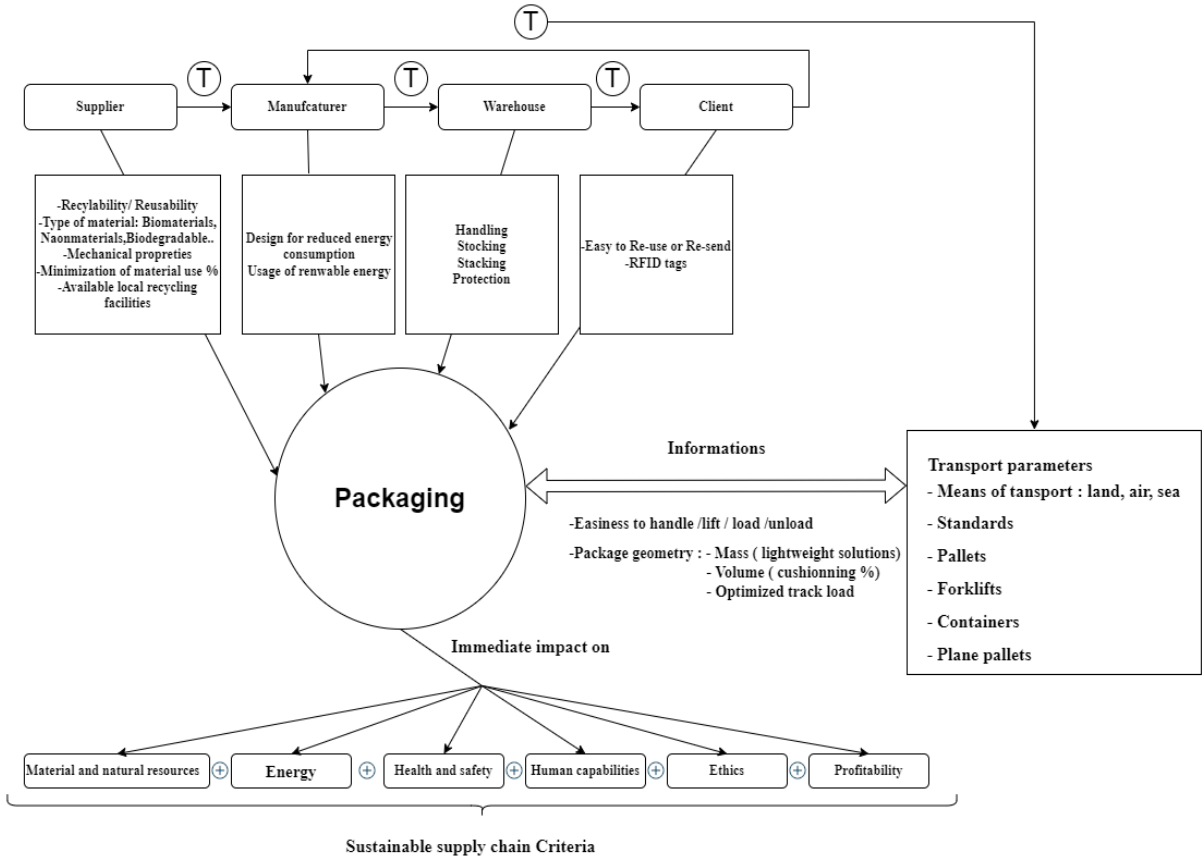 T
T
T
T
Supplier
Manufcaturer
Warehouse
Client
-Recylability/ Reusability
-Type of material: Biomaterials,
Naonmaterials,Biodegradable..
-Mechanical propreties
-Minimization of material use %
-Available local recycling
facilities
Design for reduced energy
consumption
Usage of renwable energy
Handling
Stocking
Stacking
Protection
-Easy to Re-use or Re-send
-RFID tags
Packaging
Informations
-Easiness to handle /lift / load /unload
-Package geometry : - Mass ( lightweight solutions)
- Volume ( cushionning %)
- Optimized track load
Transport parameters
- Means of tansport : land, air, sea
- Standards
- Pallets
- Forklifts
- Containers
- Plane pallets
Immediate impact on
Material and natural resources
Energy
Health and safety
Human capabilities
Ethics
Profitability
Sustainable supply chain Criteria